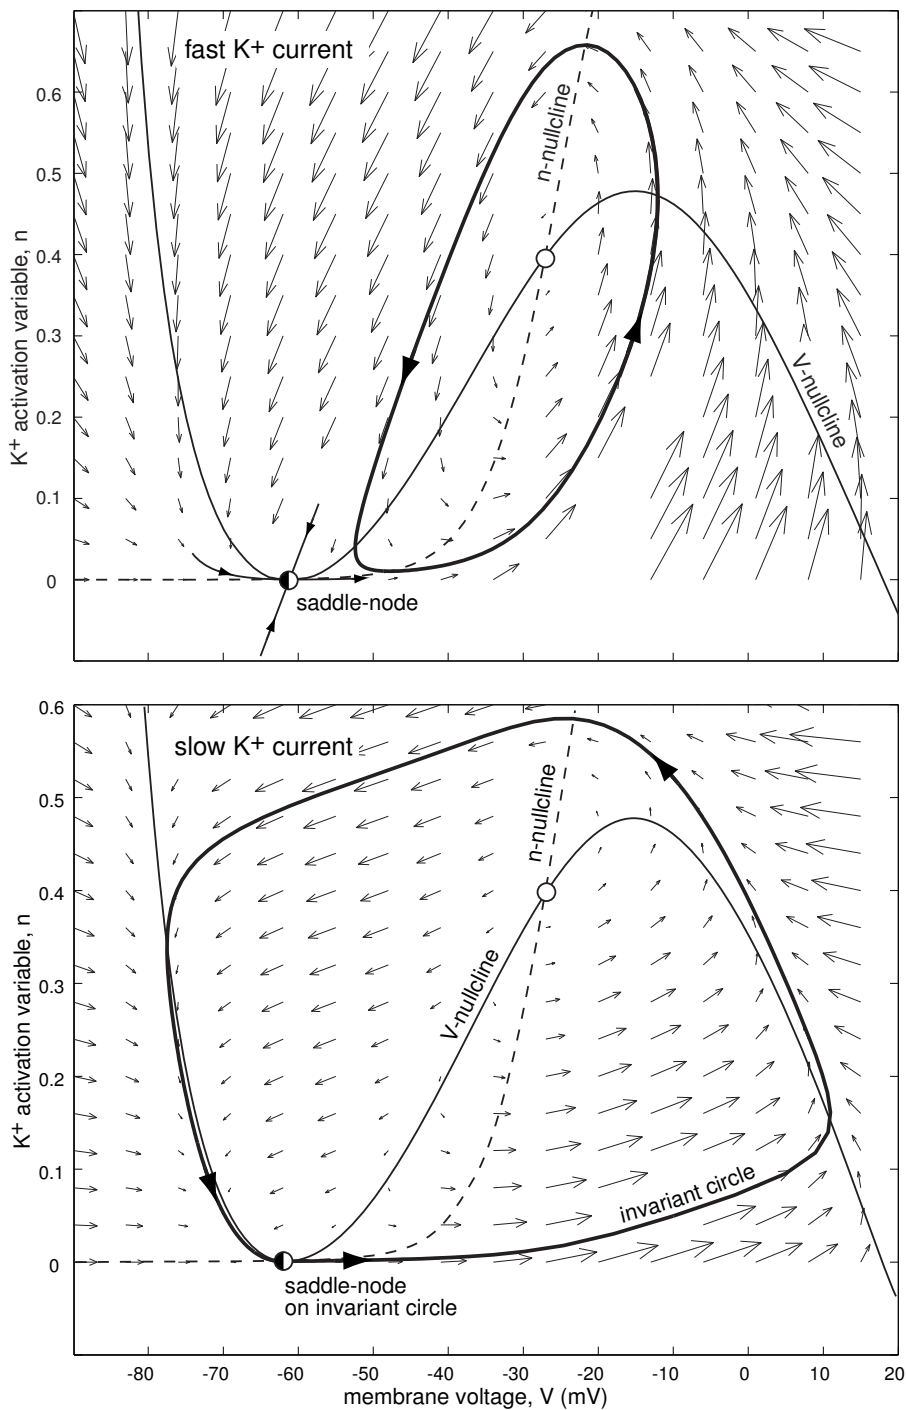 fast K+ current
n-nullcline
V-nullcline
saddle-node
K+ activation variable, n
0.6
0.5
0.4
0.3
0.2
0.1
0
slow K+ current
n-nullcline
V-nullcline
invariant circle
saddle-node
on invariant circle
K+ activation variable, n
0.6
0.5
0.4
0.3
0.2
0.1
0
-80 -70 -60 -50 -40 -30 -20 -10 0 10 20
membrane voltage, V (mV)